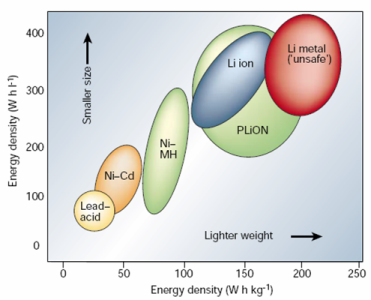 400
300
200
100
0
Energy density (W h l-1)
Smaller size
Li ion
Li metal
('unsafe')
PLiON
Ni–
MH
Ni–Cd
Lead–
acid
Lighter weight
0
50
100
150
200
250
Energy density (W h kg-1)